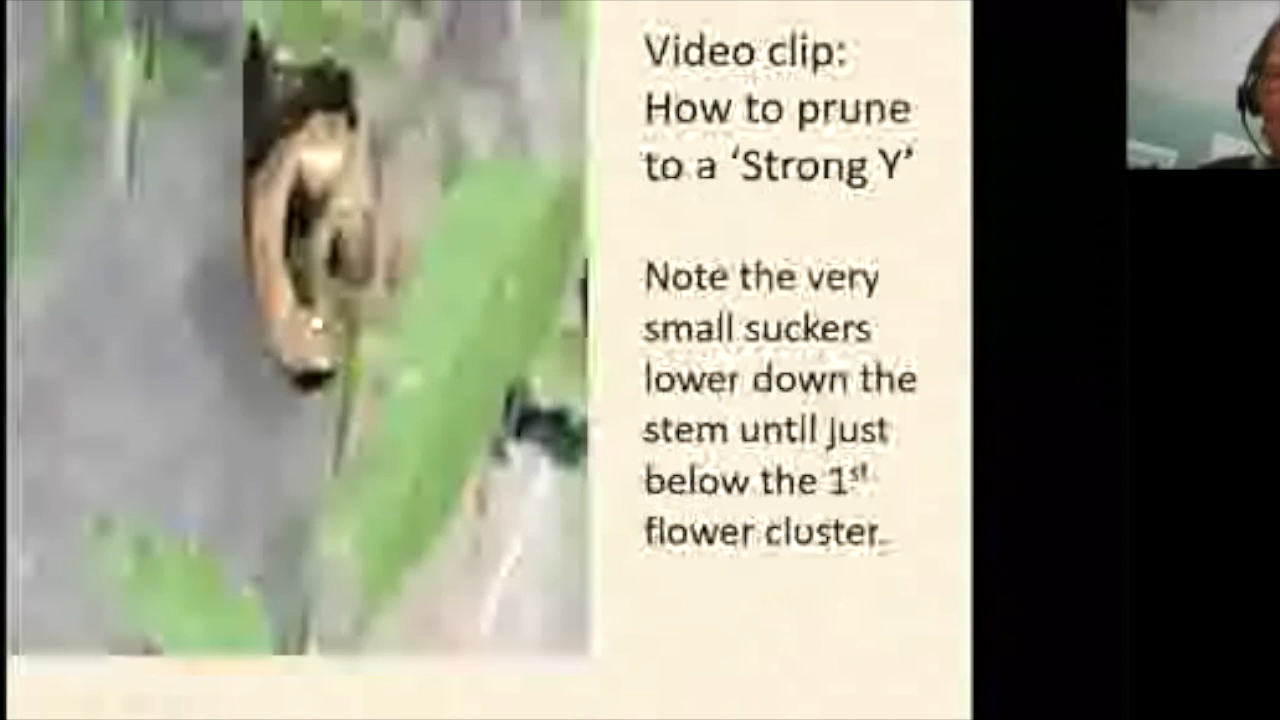 Video clip:
How to prune
to a ‘Strong Y’
Note the very
small suckers
lower down the
stem until just
below the 1st
flower cluster.